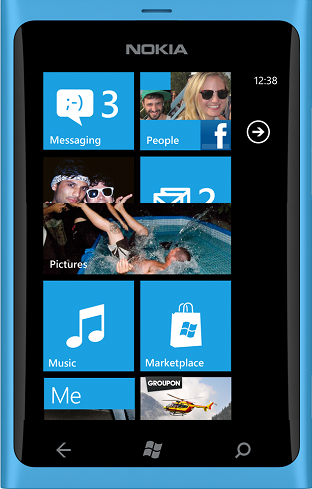 NOKIA
12:38
;-) 3
Messaging
People
f
2
Pictures
Music
Marketplace
Me
GROUPON